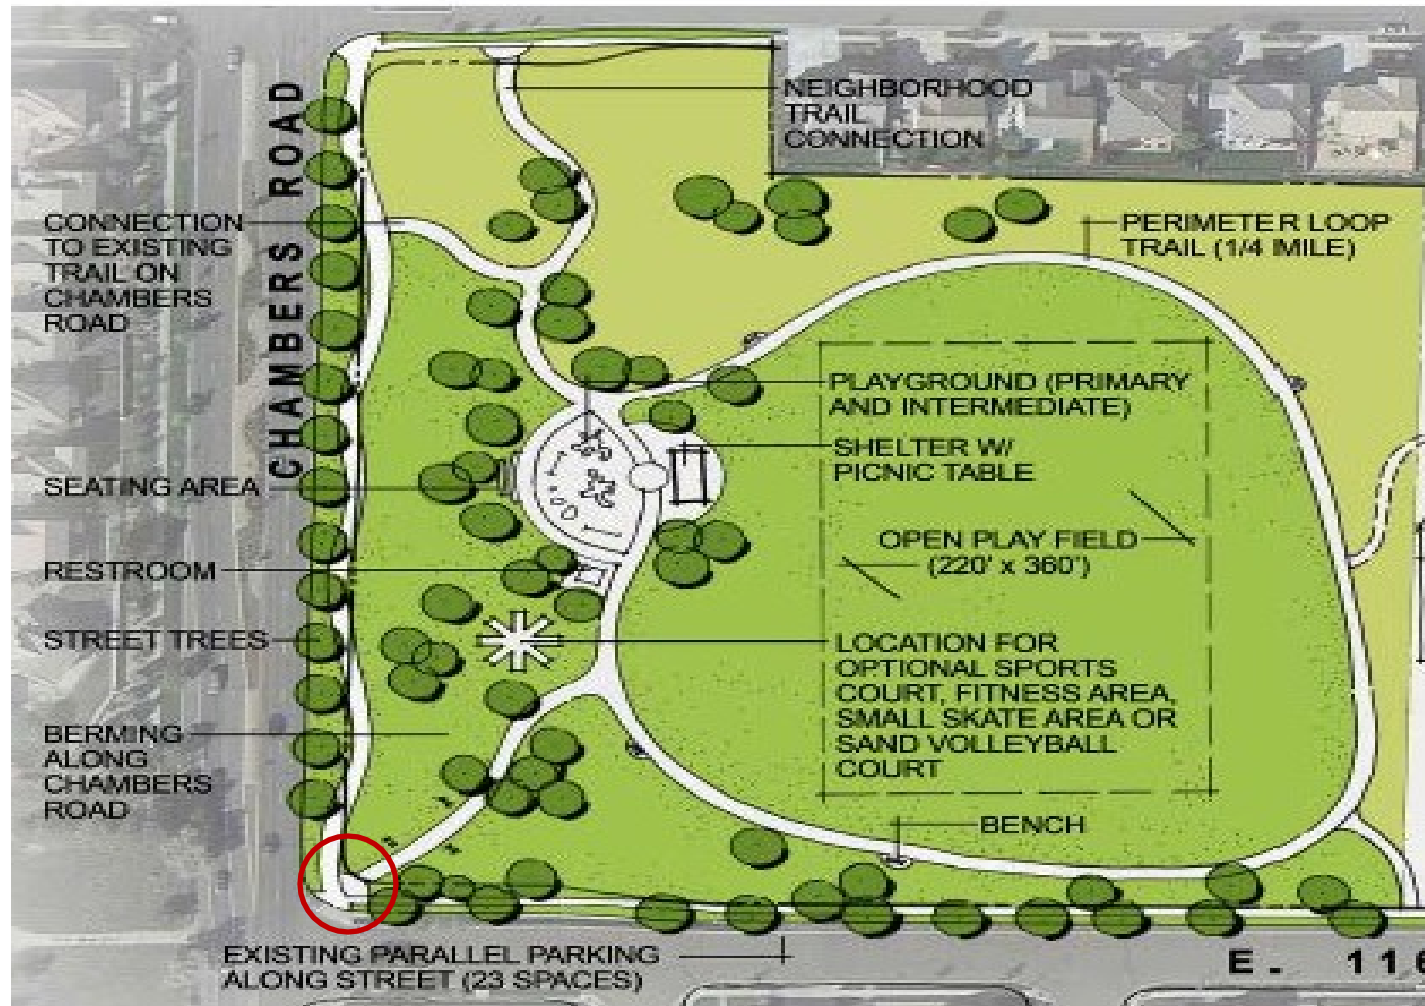 CHAMBERS ROAD
NEIGHBORHOOD
TRAIL
CONNECTION
CONNECTION
TO EXISTING
TRAIL ON
CHAMBERS
ROAD
PERIMETER LOOP
TRAIL (1/4 MILE)
PLAYGROUND (PRIMARY
AND INTERMEDIATE)
SHELTER W/
PICNIC TABLE
SEATING AREA
OPEN PLAY FIELD
(220' x 360')
RESTROOM
STREET TREES
LOCATION FOR
OPTIONAL SPORTS
COURT, FITNESS AREA,
SMALL SKATE AREA OR
SAND VOLLEYBALL
COURT
BERMING
ALONG
CHAMBERS
ROAD
BENCH
EXISTING PARALLEL PARKING
ALONG STREET (23 SPACES)
E. 116